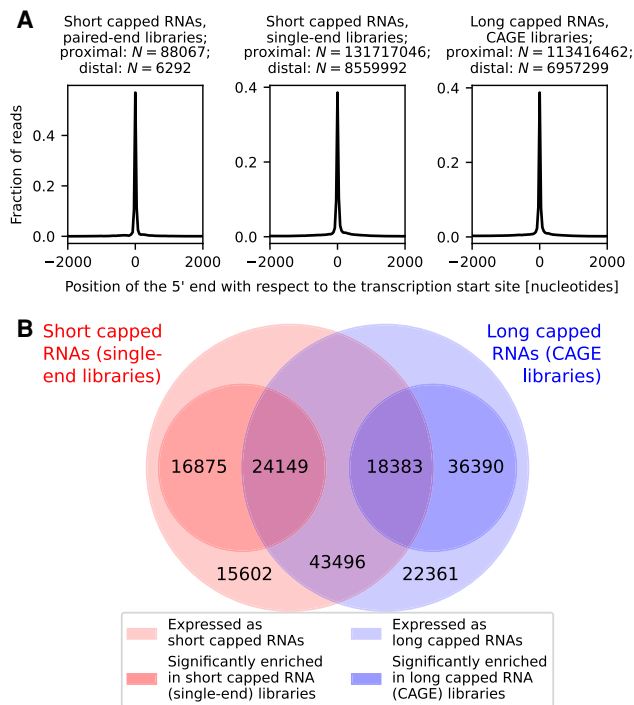 A
Short capped RNAs,
paired-end libraries;
proximal: N = 88067;
distal: N = 6292
Short capped RNAs,
single-end libraries;
proximal: N = 131717046;
distal: N = 8559992
Long capped RNAs,
CAGE libraries;
proximal: N = 113416462;
distal: N = 6957299
Fraction of reads
0.4
0.2
0.0
−2000 0 2000
0.4
0.2
0.0
−2000 0 2000
0.4
0.2
0.0
−2000 0 2000
Position of the 5' end with respect to the transcription start site [nucleotides]
B
Short capped
RNAs (single-
end libraries)
Long capped
RNAs (CAGE
libraries)
16875 24149 18383 36390
43496
15602 22361
Expressed as
short capped RNAs
Significantly enriched
in short capped RNA
(single-end) libraries
Expressed as
long capped RNAs
Significantly enriched
in long capped RNA
(CAGE) libraries